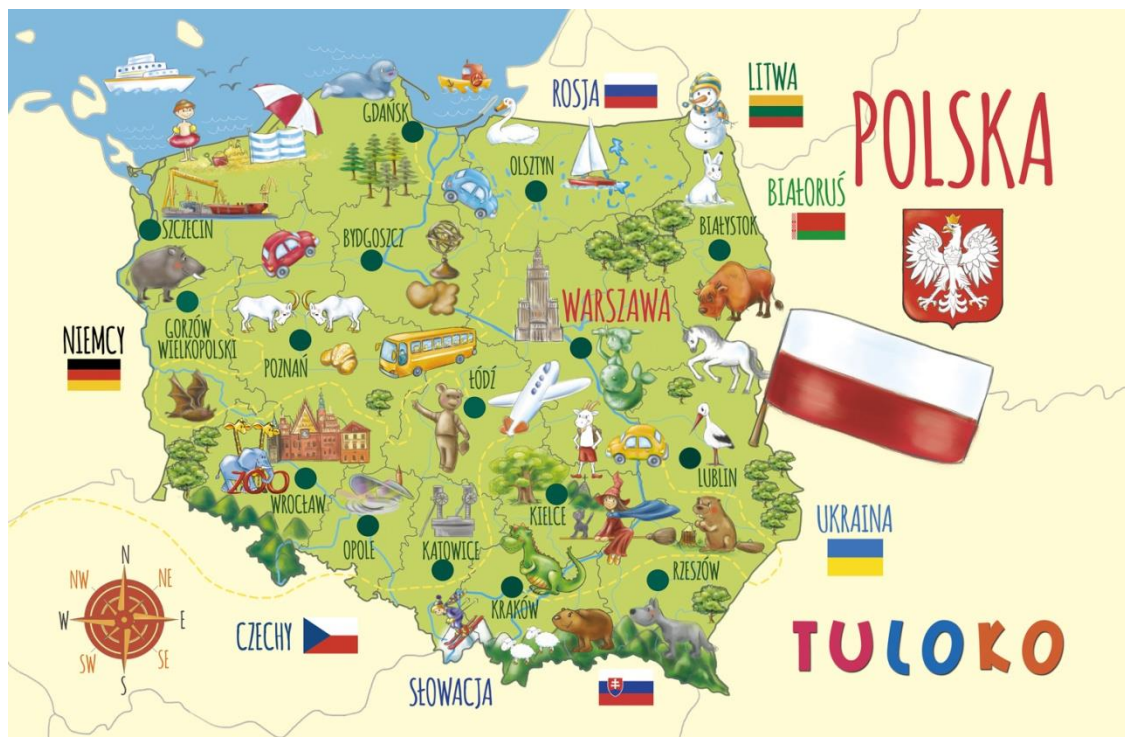 ROSJA
LITWA
POLSKA
BIAŁORUŚ
GDAŃSK
OLSZTYN
SZCZECIN
BYDGOSZCZ
BIAŁYSTOK
NIEMCY
GORZÓW
WIELKOPOLSKI
POZNAŃ
WARSZAWA
ŁÓDŹ
ZOO
WROCŁAW
LUBLIN
OPOLE
KATOWICE
KIELCE
UKRAINA
RZESZÓW
KRAKÓW
N
NW
NE
W
E
SW
SE
S
CZECHY
SŁOWACJA
TULOKO